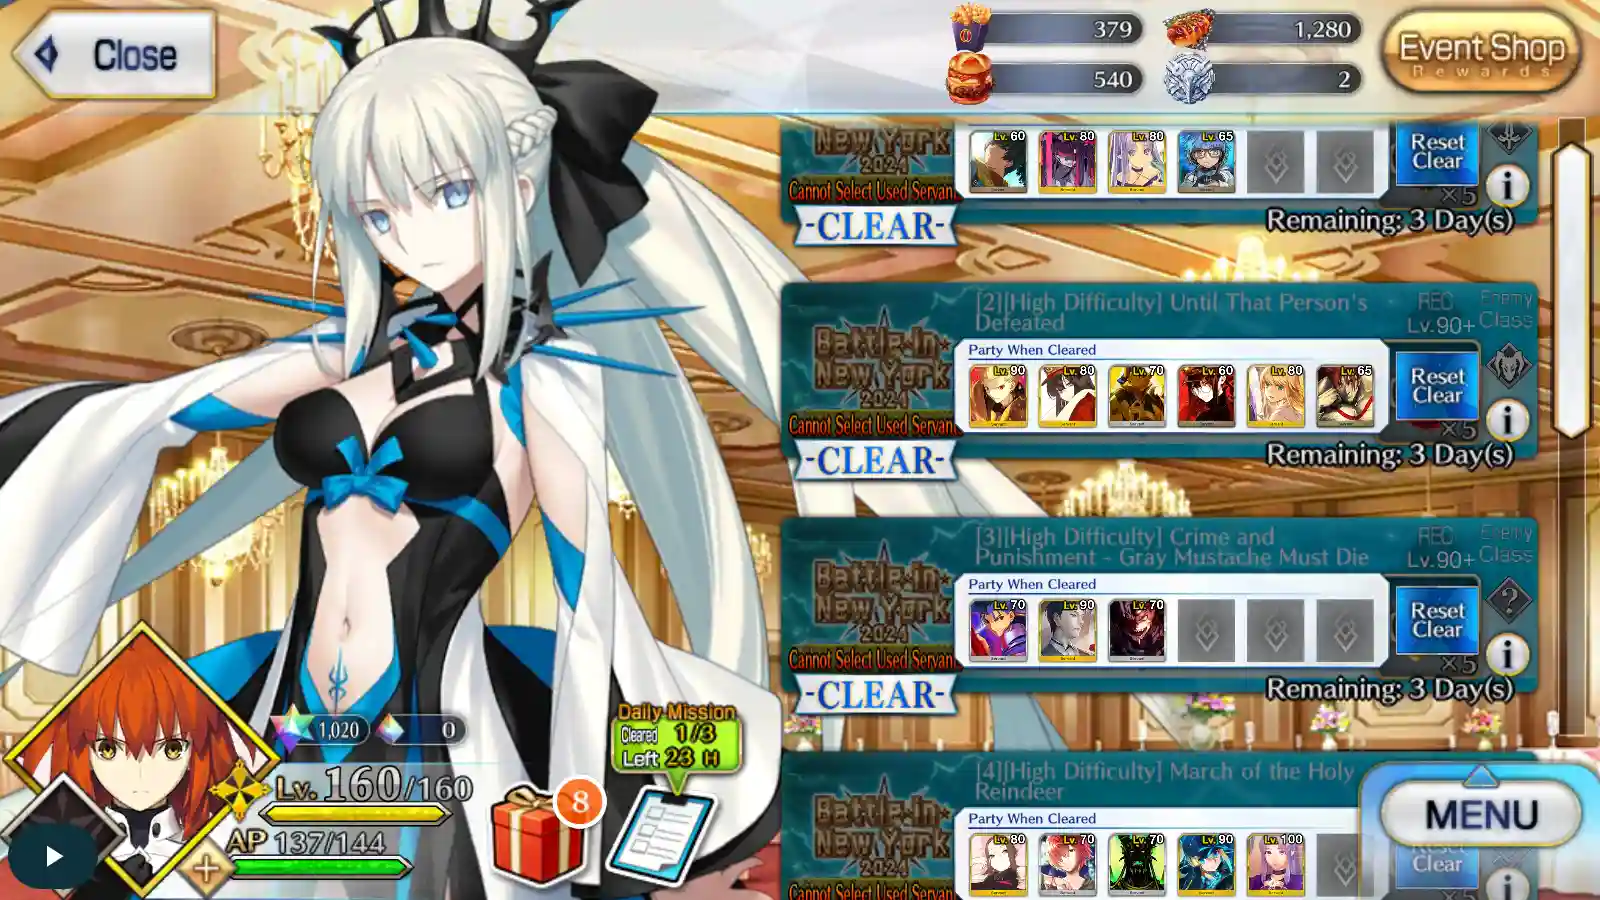 Close
379
1,280
540
2
Event Shop
Rewards
New York
2024
Cannot Select Used Servan
-CLEAR-
Lv.60
Lv.80
Lv.80
Lv.65
Reset
Clear
×5
Remaining: 3 Day(s)
[2][High Difficulty] Until That Person's
Defeated
REC
Lv.90+
Enemy
Class
Battle In
New York
2024
Cannot Select Used Servan
-CLEAR-
Party When Cleared
Lv.90
Lv.80
Lv.70
Lv.60
Lv.80
Lv.65
Reset
Clear
×5
Remaining: 3 Day(s)
[3][High Difficulty] Crime and
Punishment - Gray Mustache Must Die
REC
Lv.90+
Enemy
Class
Battle In
New York
2024
Cannot Select Used Servan
-CLEAR-
Party When Cleared
Lv.70
Lv.90
Lv.70
Reset
Clear
×5
Remaining: 3 Day(s)
[4][High Difficulty] March of the Holy
Reindeer
Battle In
New York
2024
Cannot Select Used Servan
Party When Cleared
Lv.80
Lv.70
Lv.70
Lv.90
Lv.100
Clear
×5
MENU
1,020
0
Lv. 160/160
AP 137/144
8
Daily Mission
Cleared 1/3
Left 23 H